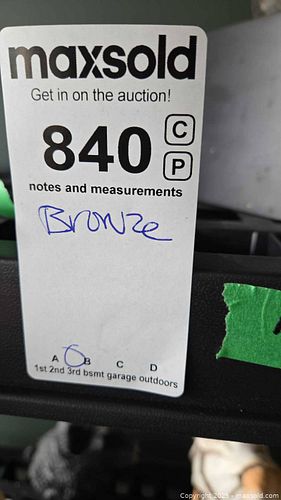 maxsold
Get in on the auction!
840 C
P
notes and measurements
Bronze
A B C D
1st 2nd 3rd bsmt garage outdoors
Copyright 2025 - maxsold.com